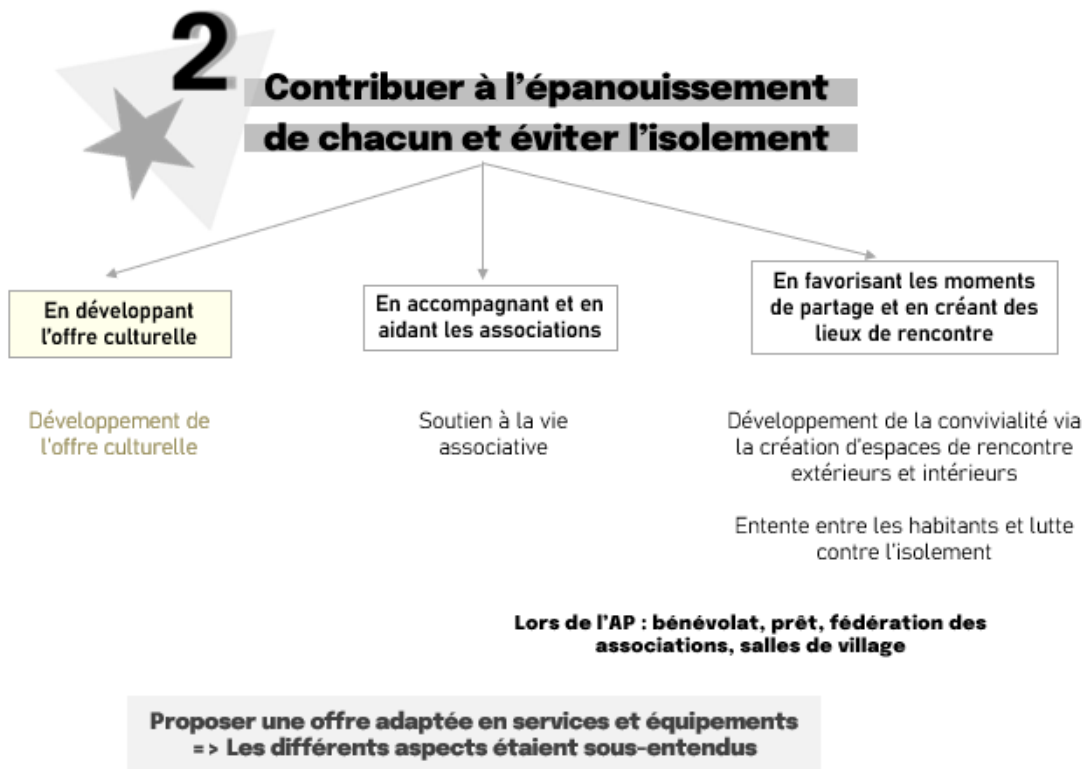 2
Contribuer à l'épanouissement
de chacun et éviter l'isolement
En développant
l'offre culturelle
En accompagnant et en
aidant les associations
En favorisant les moments
de partage et en créant des
lieux de rencontre
Développement de
l'offre culturelle
Soutien à la vie
associative
Développement de la convivialité via
la création d'espaces de rencontre
extérieurs et intérieurs
Entente entre les habitants et lutte
contre l'isolement
Lors de l'AP : bénévolat, prêt, fédération des
associations, salles de village
Proposer une offre adaptée en services et équipements
=> Les différents aspects étaient sous-entendus